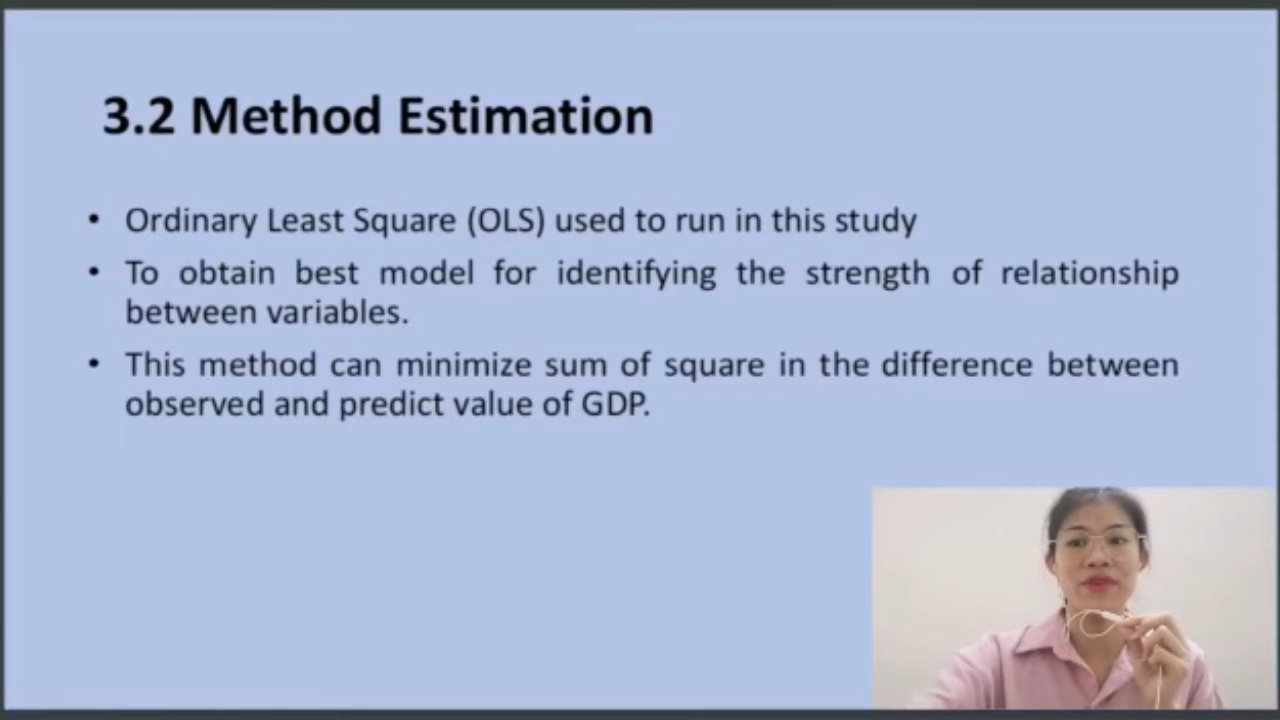 3.2 Method Estimation
• Ordinary Least Square (OLS) used to run in this study
• To obtain best model for identifying the strength of relationship
between variables.
• This method can minimize sum of square in the difference between
observed and predict value of GDP.